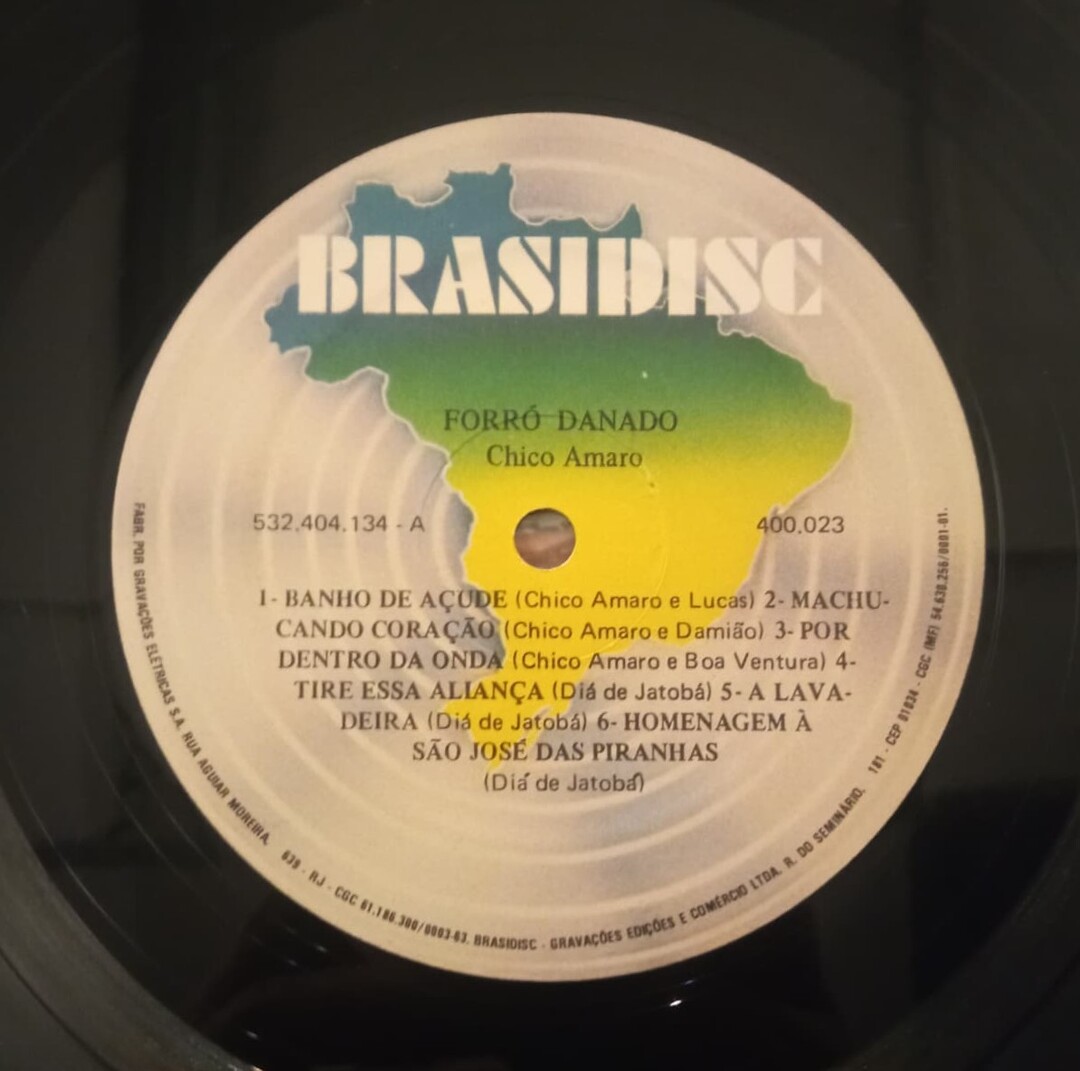 BRASIDISC
FORRÓ DANADO
Chico Amaro
532.404.134 - A
400.023
1- BANHO DE AÇUDE (Chico Amaro e Lucas) 2- MACHU-
CANDO CORAÇÃO (Chico Amaro e Damião) 3- POR
DENTRO DA ONDA (Chico Amaro e Boa Ventura) 4-
TIRE ESSA ALIANÇA (Diá de Jatobá) 5- A LAVA-
DEIRA (Diá de Jatobá) 6- HOMENAGEM À
SÃO JOSÉ DAS PIRANHAS
(Diá de Jatobá)
FABR. POR GRAVAÇÕES ELÉTRICAS S.A. RUA AGUIAR MOREIRA, 639 - RJ - CGC 61.186.300/0003-63. BRASIDISC - GRAVAÇÕES EDIÇÕES E COMÉRCIO LTDA. R. DO SEMINÁRIO, 181 - CEP 01034 - CGC (MF) 54.630.256/0001-01.